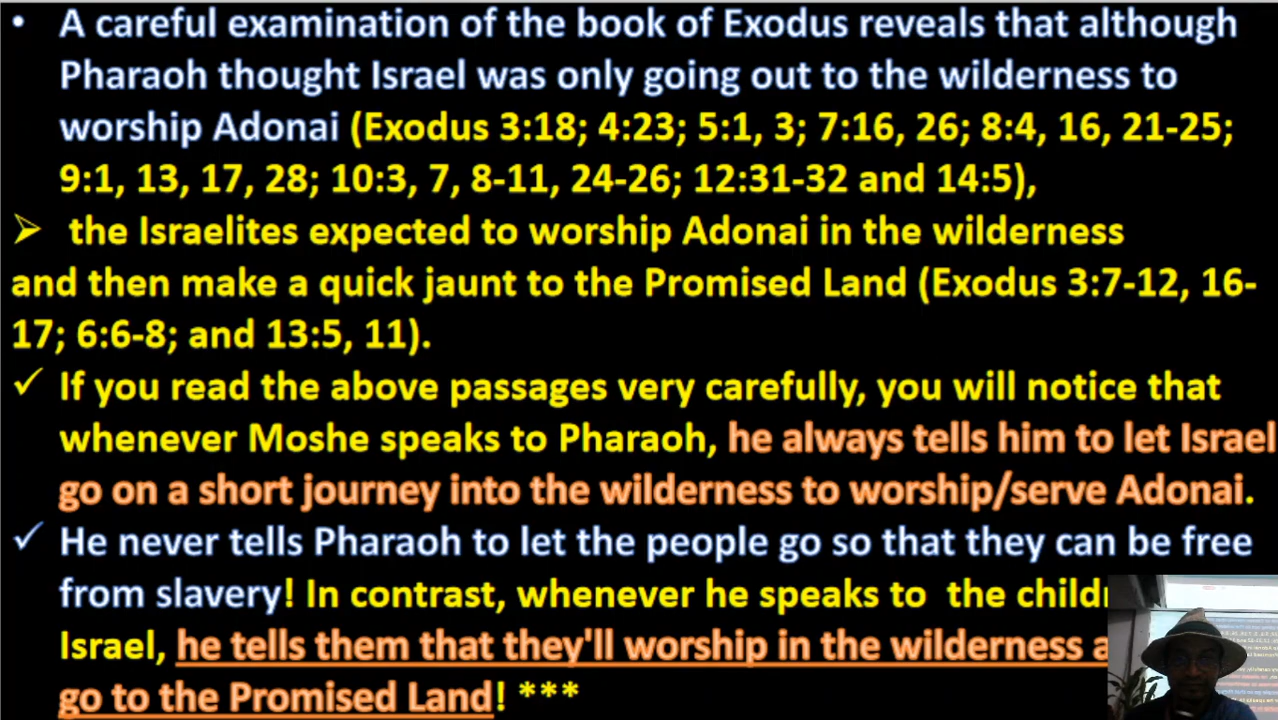 • A careful examination of the book of Exodus reveals that although
Pharaoh thought Israel was only going out to the wilderness to
worship Adonai (Exodus 3:18; 4:23; 5:1, 3; 7:16, 26; 8:4, 16, 21-25;
9:1, 13, 17, 28; 10:3, 7, 8-11, 24-26; 12:31-32 and 14:5),
➢ the Israelites expected to worship Adonai in the wilderness
and then make a quick jaunt to the Promised Land (Exodus 3:7-12, 16-
17; 6:6-8; and 13:5, 11).
✓ If you read the above passages very carefully, you will notice that
whenever Moshe speaks to Pharaoh, he always tells him to let Israel
go on a short journey into the wilderness to worship/serve Adonai.
✓ He never tells Pharaoh to let the people go so that they can be free
from slavery! In contrast, whenever he speaks to the
Israel, he tells them that they'll worship in the wilderness
go to the Promised Land! ***